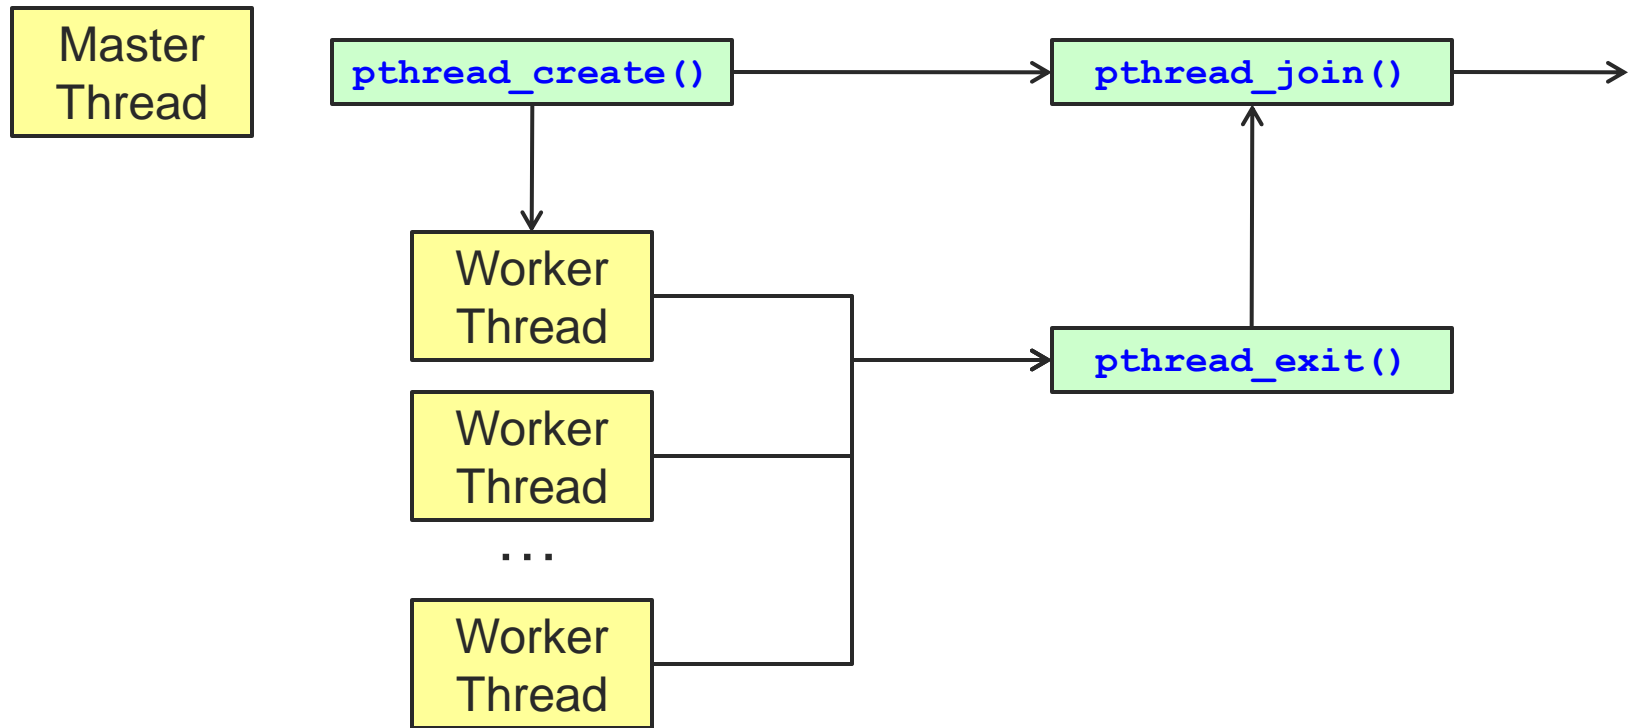 Master
Thread
pthread_create()
pthread_join()
Worker
Thread
pthread_exit()
Worker
Thread
...
Worker
Thread